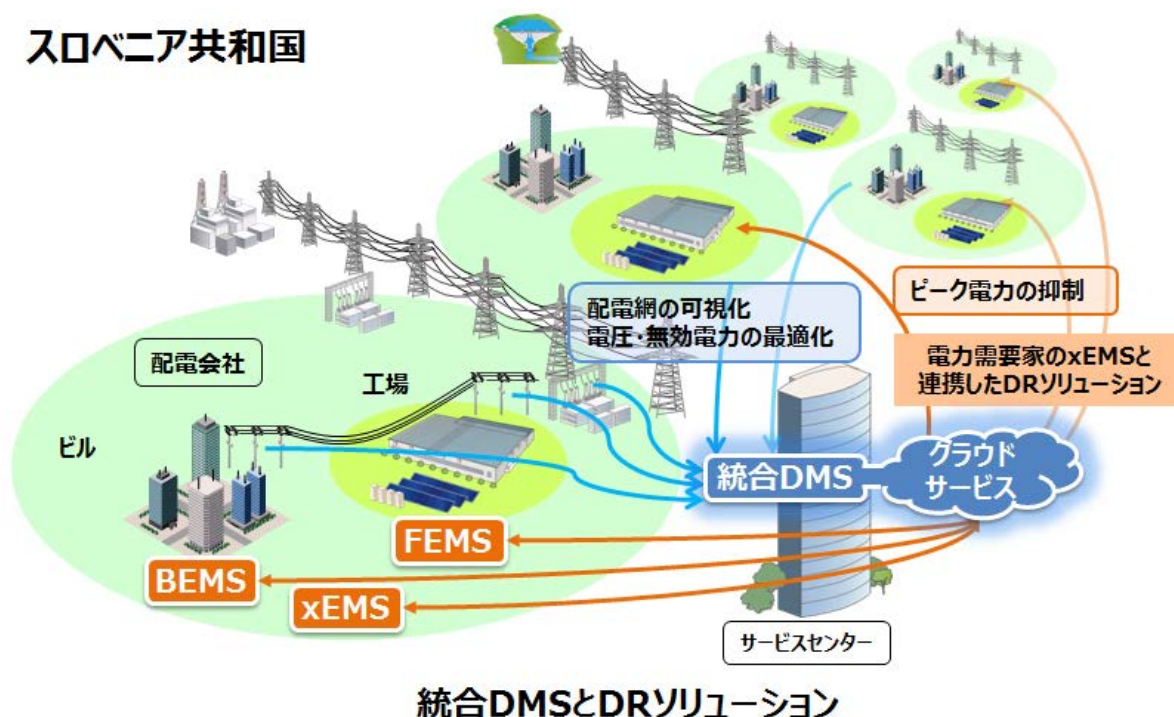 スロベニア共和国
配電網の可視化
電圧・無効電力の最適化
ピーク電力の抑制
電力需要家のxEMSと
連携したDRソリューション
配電会社
工場
ビル
統合DMS
クラウド
サービス
FEMS
BEMS
xEMS
サービスセンター
統合DMSとDRソリューション